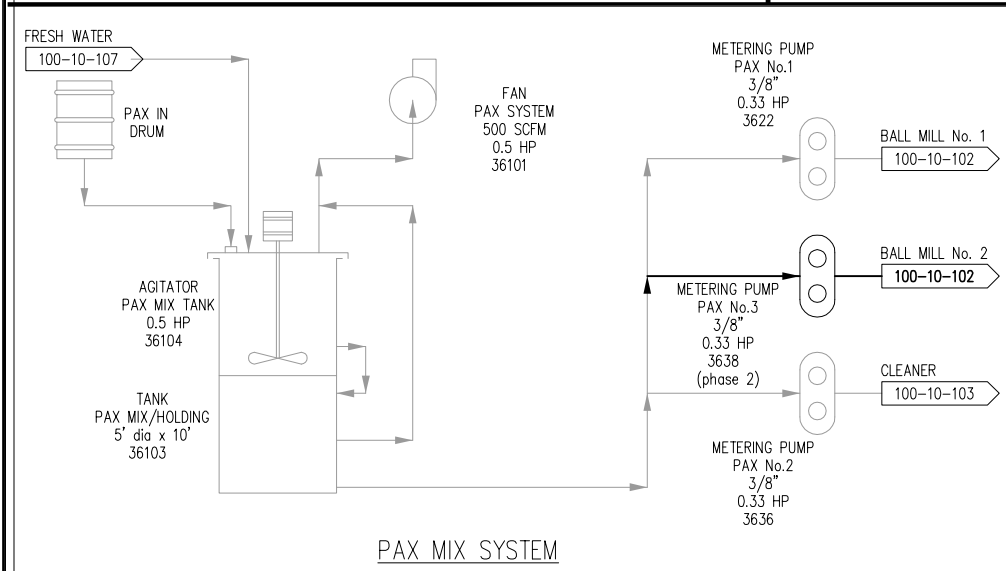 FRESH WATER
100-10-107
PAX IN
DRUM
FAN
PAX SYSTEM
500 SCFM
0.5 HP
36101
METERING PUMP
PAX No.1
3/8"
0.33 HP
3622
BALL MILL No. 1
100-10-102
AGITATOR
PAX MIX TANK
0.5 HP
36104
METERING PUMP
PAX No.3
3/8"
0.33 HP
3638
(phase 2)
BALL MILL No. 2
100-10-102
TANK
PAX MIX/HOLDING
5' dia x 10'
36103
CLEANER
100-10-103
METERING PUMP
PAX No.2
3/8"
0.33 HP
3636
PAX MIX SYSTEM